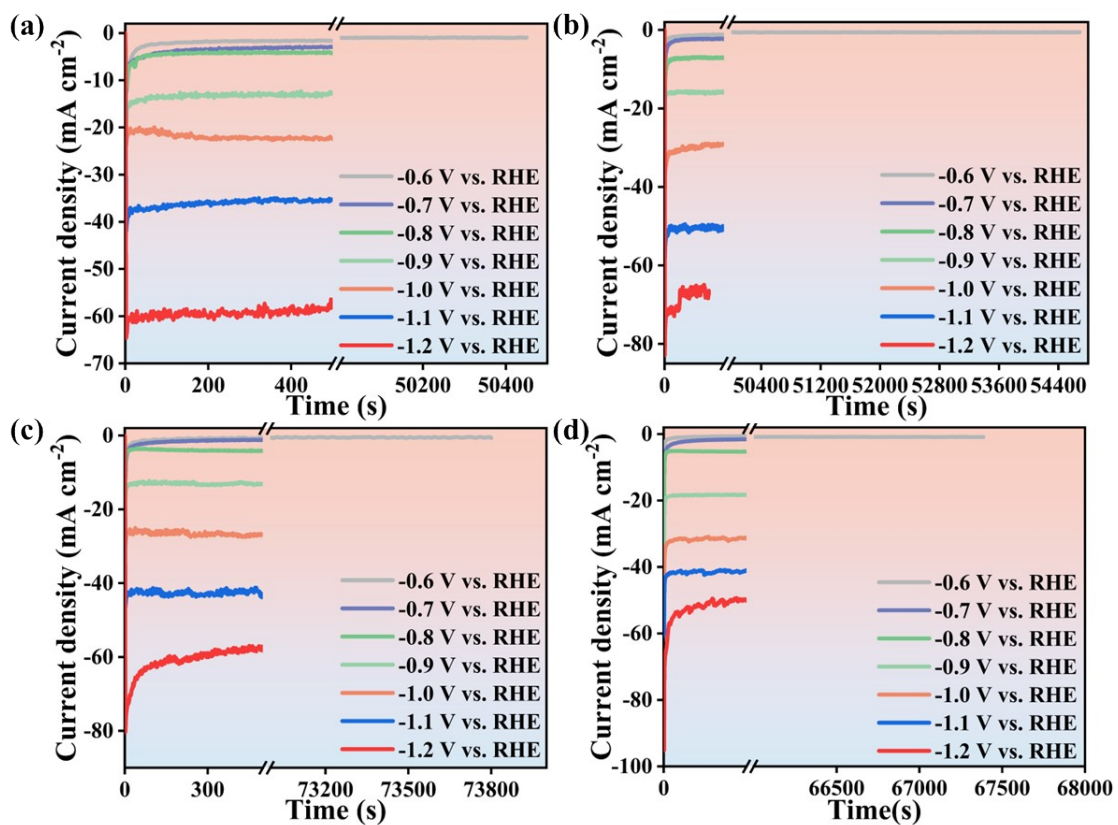 (a)
Current density (mA cm-2)
0
-10
-20
-30
-40
-50
-60
-70
-0.6 V vs. RHE
-0.7 V vs. RHE
-0.8 V vs. RHE
-0.9 V vs. RHE
-1.0 V vs. RHE
-1.1 V vs. RHE
-1.2 V vs. RHE
0 200 400 50200 50400
Time (s)
(b)
Current density (mA cm-2)
0
-20
-40
-60
-80
-0.6 V vs. RHE
-0.7 V vs. RHE
-0.8 V vs. RHE
-0.9 V vs. RHE
-1.0 V vs. RHE
-1.1 V vs. RHE
-1.2 V vs. RHE
0 50400 51200 52000 52800 53600 54400
Time (s)
(c)
Current density (mA cm-2)
0
-20
-40
-60
-80
-0.6 V vs. RHE
-0.7 V vs. RHE
-0.8 V vs. RHE
-0.9 V vs. RHE
-1.0 V vs. RHE
-1.1 V vs. RHE
-1.2 V vs. RHE
0 300 73200 73500 73800
Time (s)
(d)
Current density (mA cm-2)
0
-20
-40
-60
-80
-100
-0.6 V vs. RHE
-0.7 V vs. RHE
-0.8 V vs. RHE
-0.9 V vs. RHE
-1.0 V vs. RHE
-1.1 V vs. RHE
-1.2 V vs. RHE
0 66500 67000 67500 68000
Time(s)